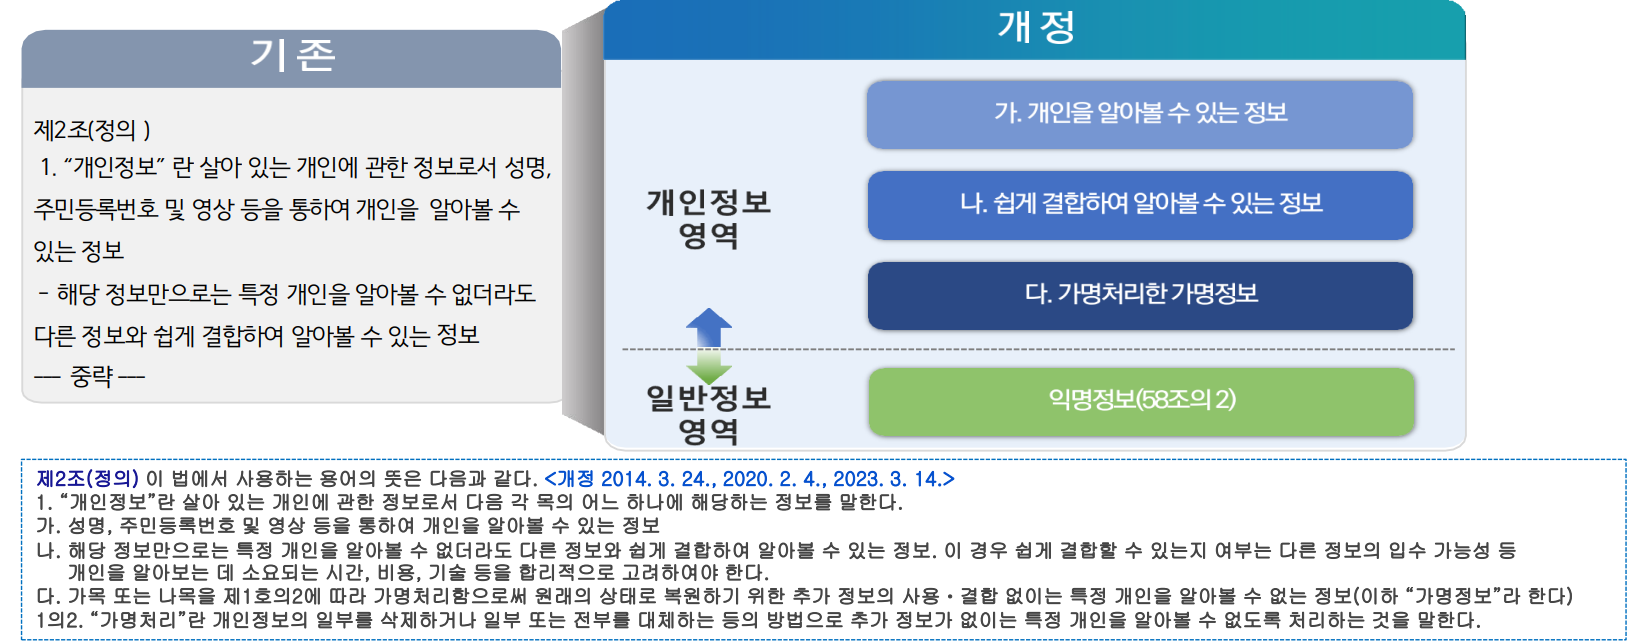 기존
제2조(정의 )
1. “개인정보” 란 살아 있는 개인에 관한 정보로서 성명,
주민등록번호 및 영상 등을 통하여 개인을 알아볼 수
있는 정보
- 해당 정보만으로는 특정 개인을 알아볼 수 없더라도
다른 정보와 쉽게 결합하여 알아볼 수 있는 정보
--- 중략 ---
개정
개인정보
영역
가. 개인을 알아볼 수 있는 정보
나. 쉽게 결합하여 알아볼 수 있는 정보
다. 가명처리한 가명정보
일반정보
영역
익명정보(58조의 2)
제2조(정의) 이 법에서 사용하는 용어의 뜻은 다음과 같다. <개정 2014. 3. 24., 2020. 2. 4., 2023. 3. 14.>
1. “개인정보”란 살아 있는 개인에 관한 정보로서 다음 각 목의 어느 하나에 해당하는 정보를 말한다.
가. 성명, 주민등록번호 및 영상 등을 통하여 개인을 알아볼 수 있는 정보
나. 해당 정보만으로는 특정 개인을 알아볼 수 없더라도 다른 정보와 쉽게 결합하여 알아볼 수 있는 정보. 이 경우 쉽게 결합할 수 있는지 여부는 다른 정보의 입수 가능성 등
개인을 알아보는 데 소요되는 시간, 비용, 기술 등을 합리적으로 고려하여야 한다.
다. 가목 또는 나목을 제1호의2에 따라 가명처리함으로써 원래의 상태로 복원하기 위한 추가 정보의 사용ㆍ결합 없이는 특정 개인을 알아볼 수 없는 정보(이하 “가명정보”라 한다)
1의2. “가명처리”란 개인정보의 일부를 삭제하거나 일부 또는 전부를 대체하는 등의 방법으로 추가 정보가 없이는 특정 개인을 알아볼 수 없도록 처리하는 것을 말한다.